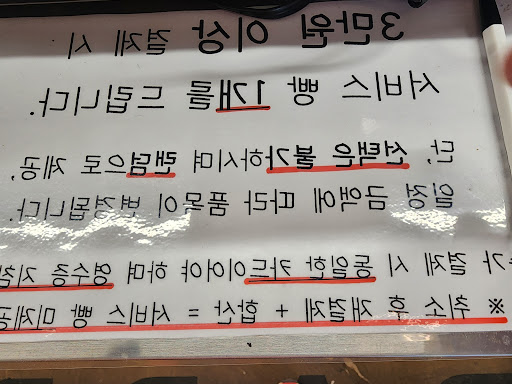 3만원 이상 결제 시
서비스 빵 1개를 드립니다.
단, 선택은 불가하시며 랜덤으로 제공,
일정 금액에 따라 품목이 변경됩니다.
가 결제 시 동일한 카드이어야 하며 영수증 지참
※ 취소 후 재결제 + 합산 = 서비스 빵 미제공